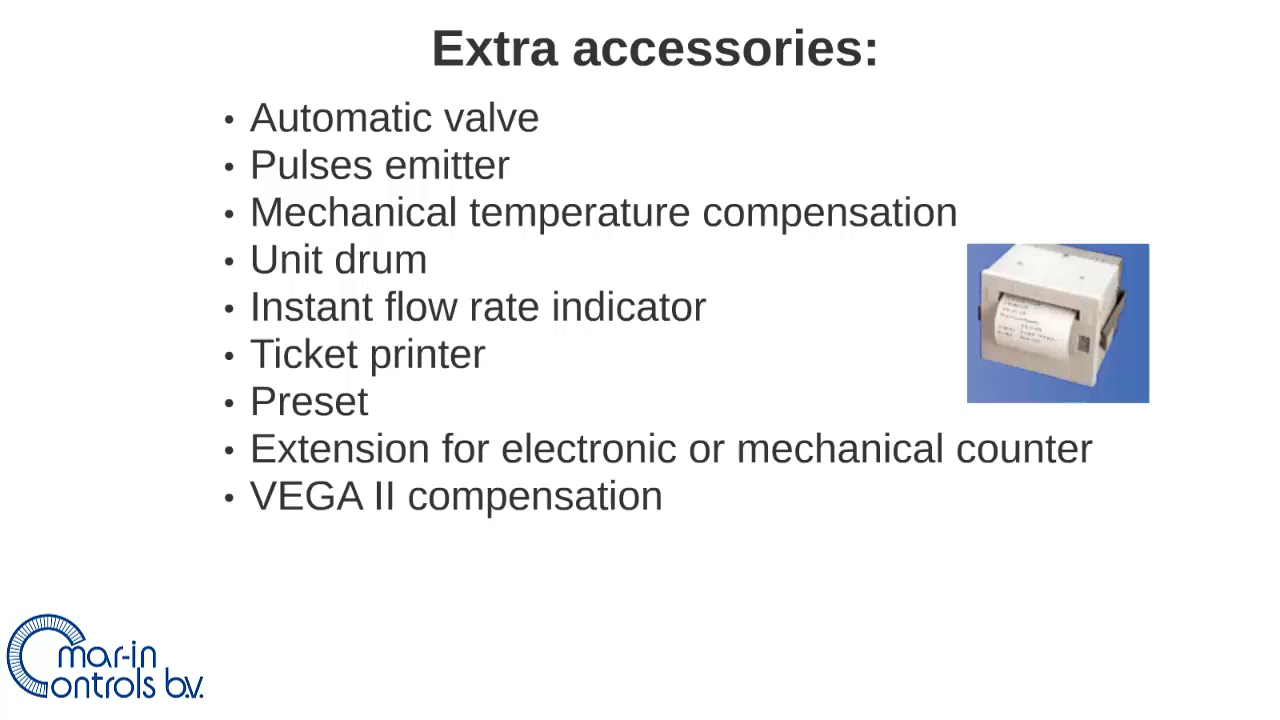 Extra accessories:
• Automatic valve
• Pulses emitter
• Mechanical temperature compensation
• Unit drum
• Instant flow rate indicator
• Ticket printer
• Preset
• Extension for electronic or mechanical counter
• VEGA II compensation
mar-in
Controls b.v.